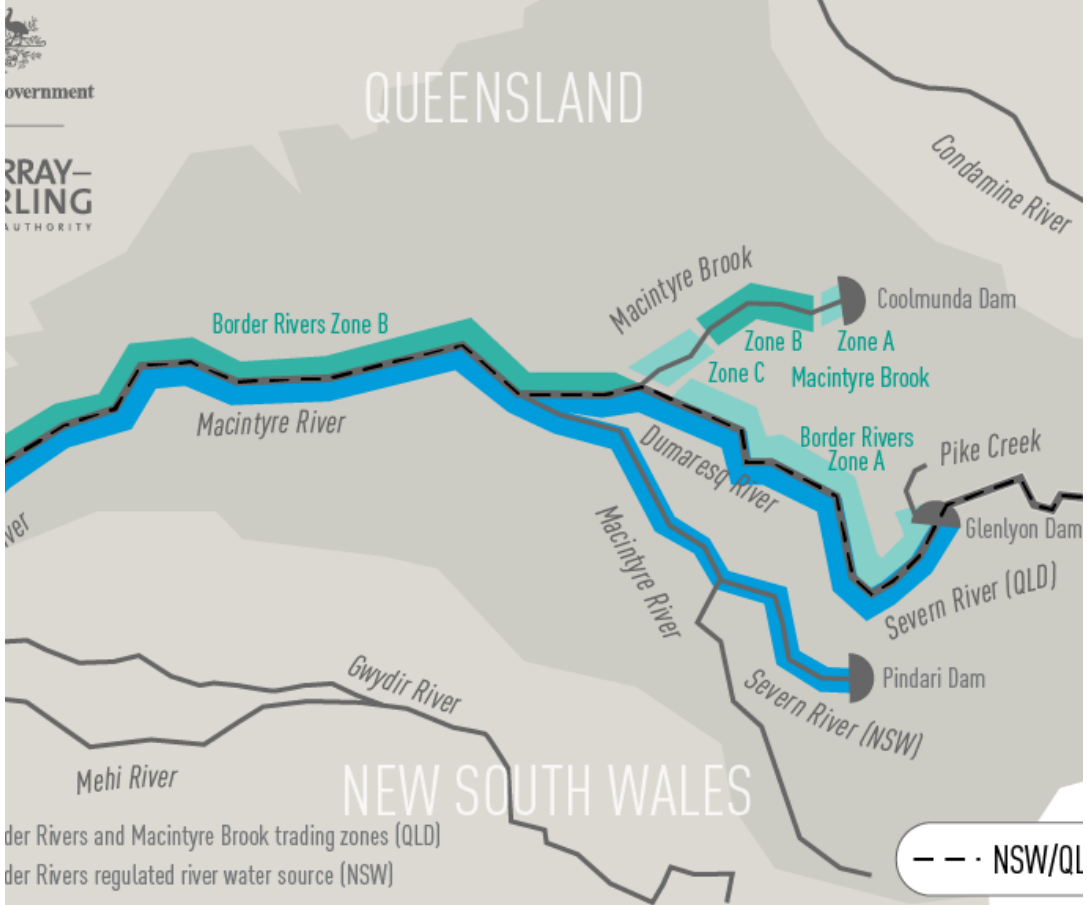 overnment
RRAY–
RLING
AUTHORITY
QUEENSLAND
Condamine River
Macintyre Brook
Coolmunda Dam
Border Rivers Zone B
Zone B
Zone A
Zone C
Macintyre Brook
Macintyre River
Dumaresq River
Border Rivers
Zone A
Pike Creek
Glenlyon Dam
iver
Macintyre River
Severn River (QLD)
Gwydir River
Severn River (NSW)
Pindari Dam
Mehi River
NEW SOUTH WALES
der Rivers and Macintyre Brook trading zones (QLD)
der Rivers regulated river water source (NSW)
NSW/QL